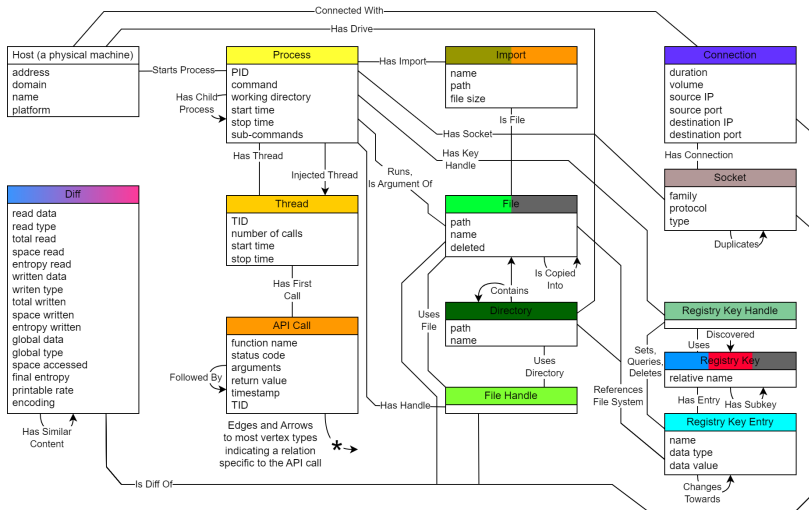 Connected With
Has Drive
Host (a physical machine)
address
domain
name
platform
Starts Process
Process
PID
command
working directory
start time
stop time
sub-commands
Has Child
Process
Has Import
Import
name
path
file size
Connection
duration
volume
source IP
source port
destination IP
destination port
Is File
Has Socket
Has Key
Handle
Has Thread
Injected Thread
Runs,
Is Argument Of
Has Connection
Socket
family
protocol
type
Duplicates
Diff
read data
read type
total read
space read
entropy read
written data
writen type
total written
space written
entropy written
global data
global type
space accessed
final entropy
printable rate
encoding
Has Similar
Content
Thread
TID
number of calls
start time
stop time
Has First
Call
File
path
name
deleted
Is Copied
Into
Contains
Directory
path
name
Uses
File
Uses
Directory
File Handle
Has Handle
API Call
function name
status code
arguments
return value
timestamp
TID
Followed By
Edges and Arrows
to most vertex types
indicating a relation
specific to the API call
*
Registry Key Handle
Discovered
Uses
Sets,
Queries,
Deletes
Registry Key
relative name
Has Entry
Has Subkey
References
File System
Registry Key Entry
name
data type
data value
Changes
Towards
Is Diff Of